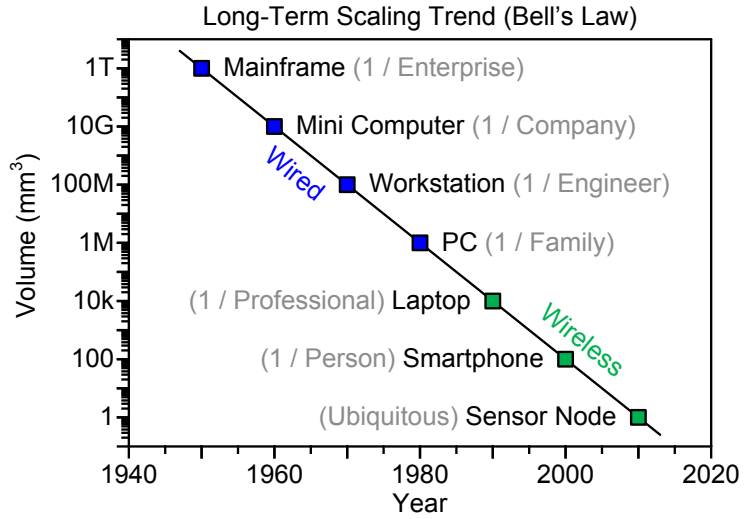 Long-Term Scaling Trend (Bell's Law)
1T
Mainframe (1 / Enterprise)
10G
Mini Computer (1 / Company)
Wired
100M
Workstation (1 / Engineer)
1M
PC (1 / Family)
10k
(1 / Professional) Laptop
Wireless
100
(1 / Person) Smartphone
1
(Ubiquitous) Sensor Node
Volume (mm³)
1940 1960 1980 2000 2020
Year